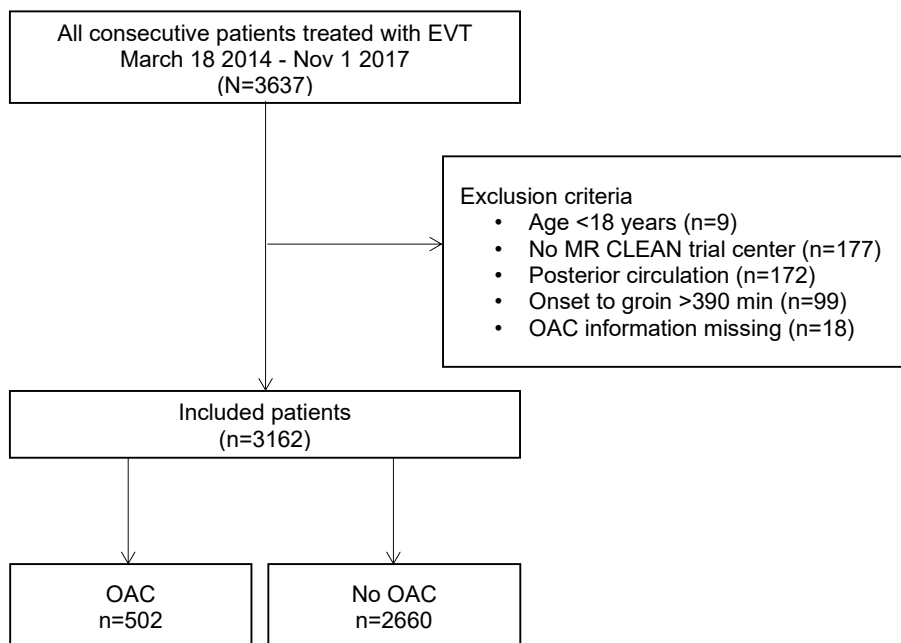 All consecutive patients treated with EVT
March 18 2014 - Nov 1 2017
(N=3637)
Exclusion criteria
• Age <18 years (n=9)
• No MR CLEAN trial center (n=177)
• Posterior circulation (n=172)
• Onset to groin >390 min (n=99)
• OAC information missing (n=18)
Included patients
(n=3162)
OAC
n=502
No OAC
n=2660